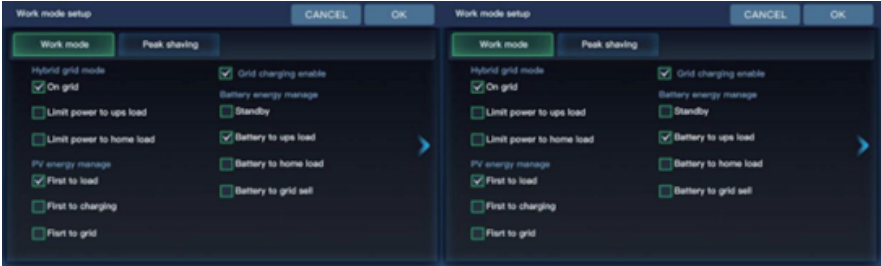 Work mode setup
CANCEL
OK
Work mode
Peak shaving
Hybrid grid mode
On grid
Limit power to ups load
Limit power to home load
PV energy manage
First to load
First to charging
Fisrt to grid
Grid charging enable
Battery energy manage
Standby
Battery to ups load
Battery to home load
Battery to grid sell
Work mode setup
CANCEL
OK
Work mode
Peak shaving
Hybrid grid mode
On grid
Limit power to ups load
Limit power to home load
PV energy manage
First to load
First to charging
Fisrt to grid
Grid charging enable
Battery energy manage
Standby
Battery to ups load
Battery to home load
Battery to grid sell